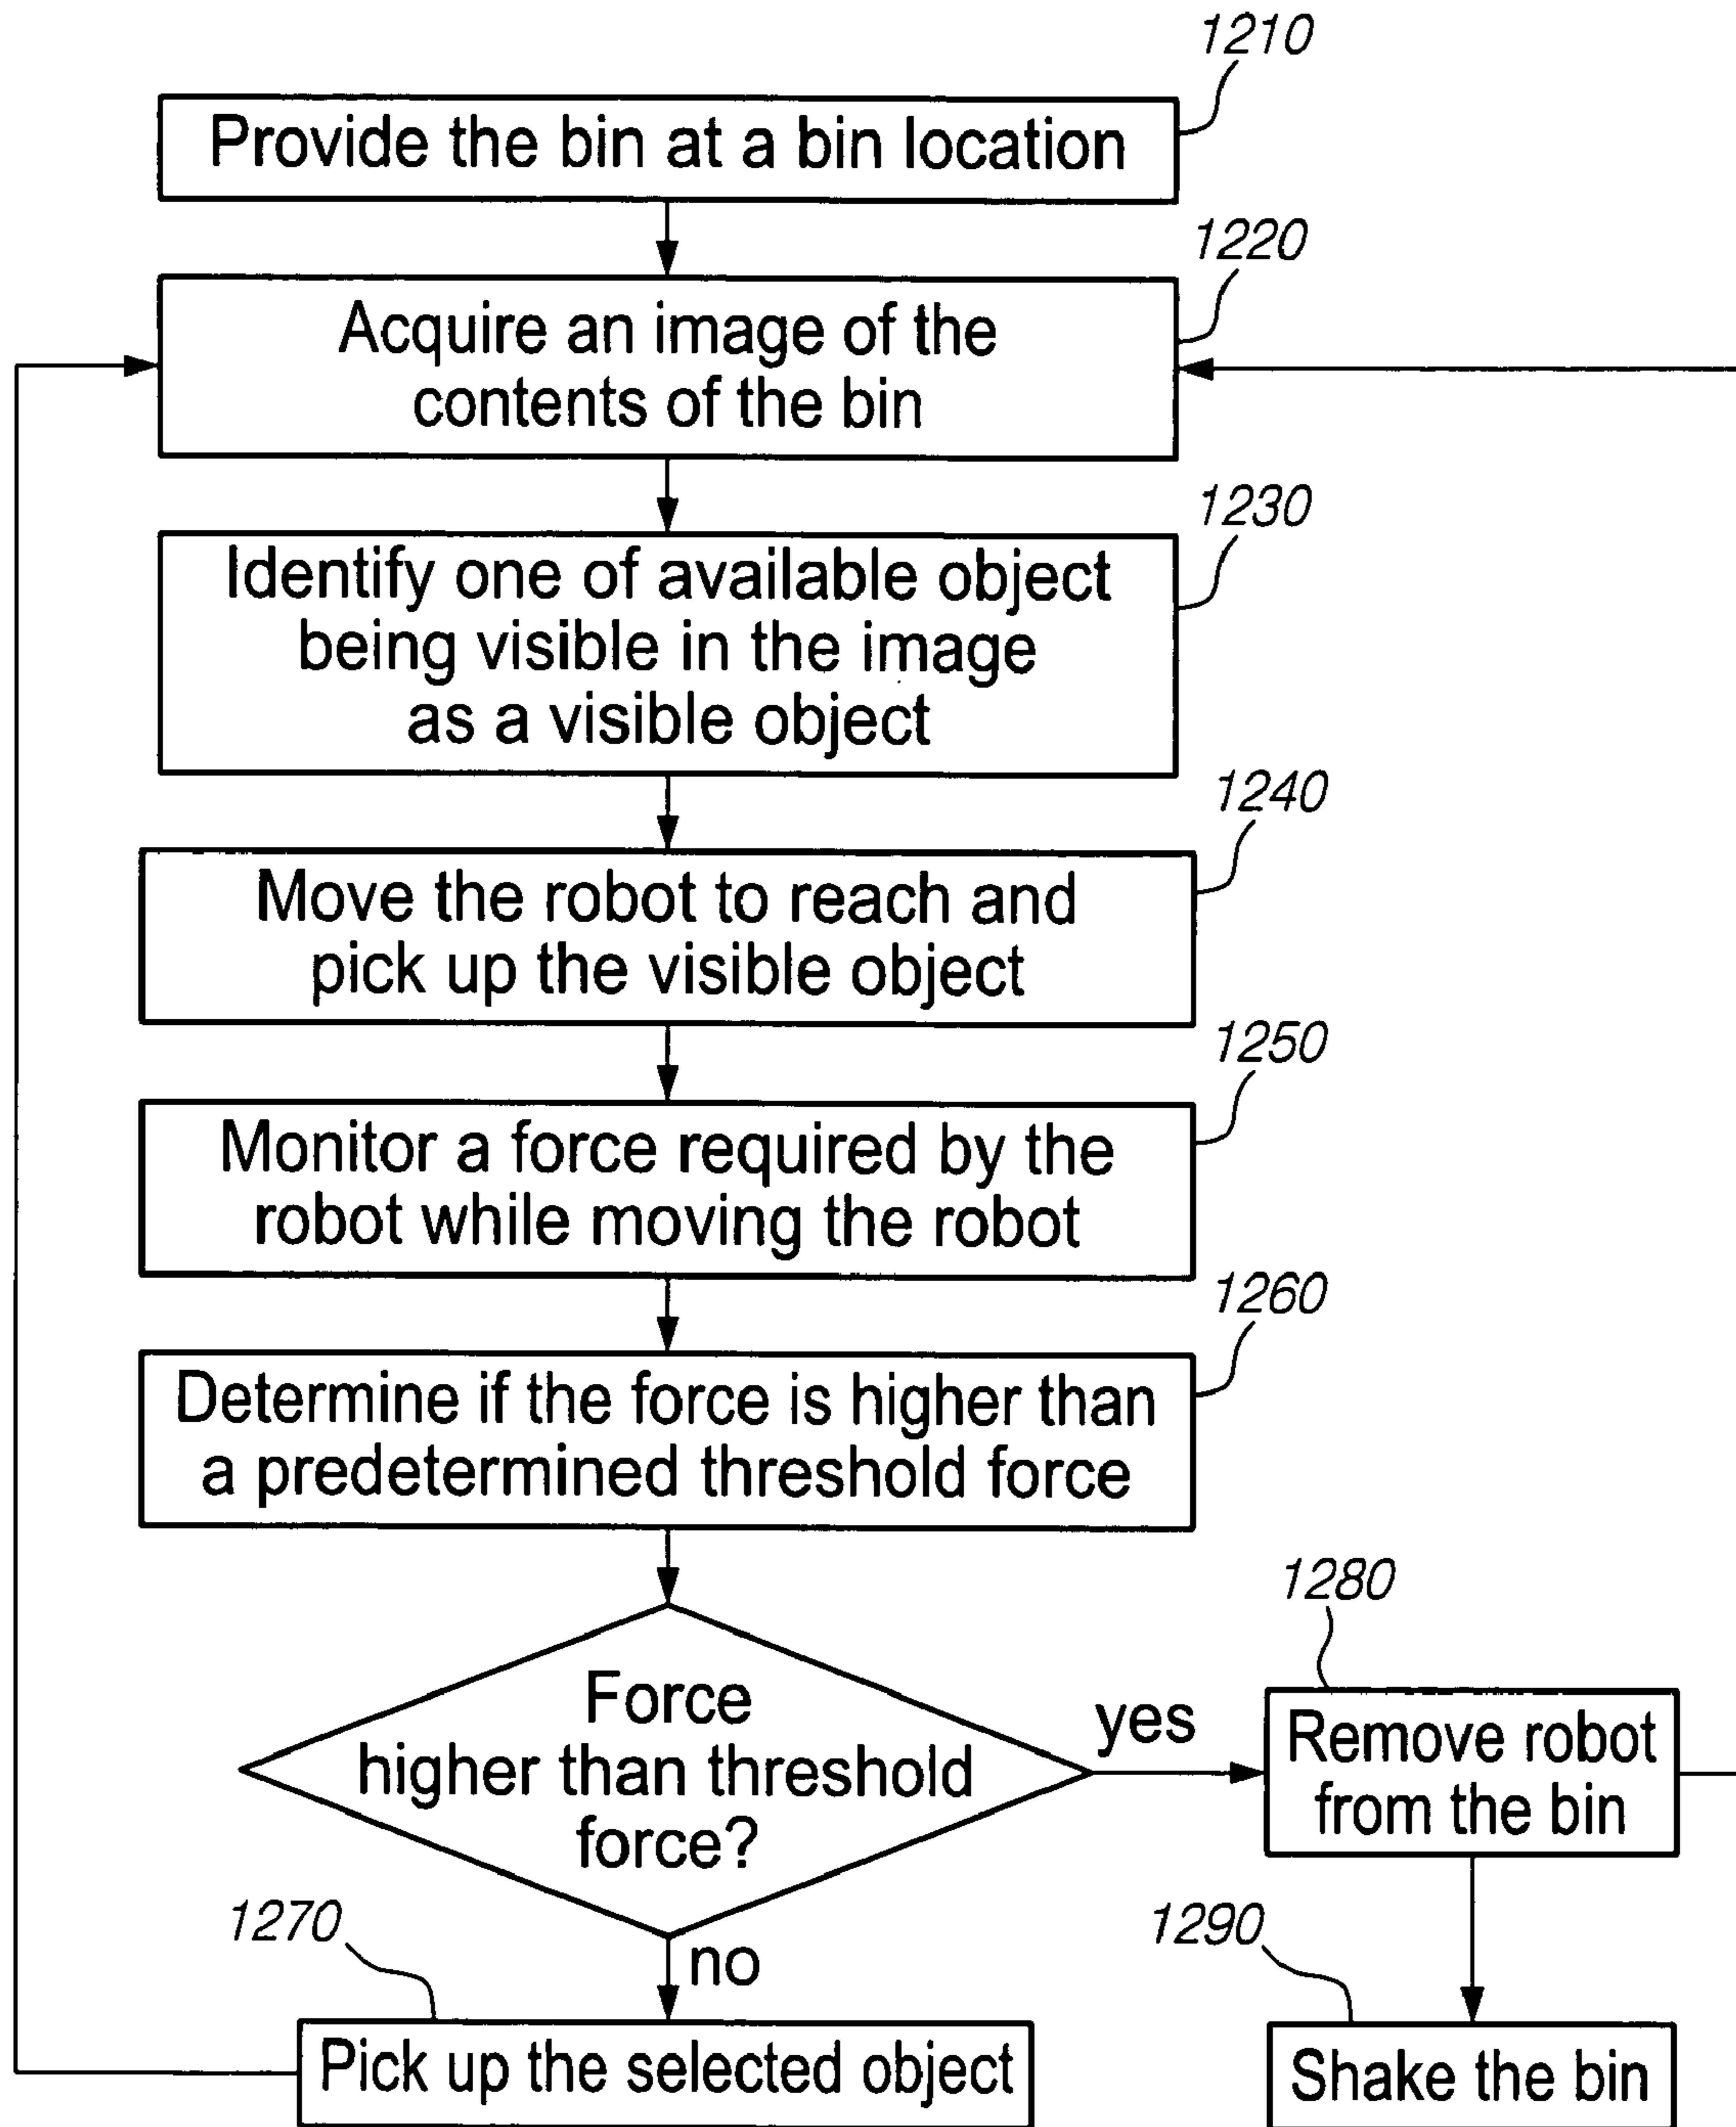 1210
Provide the bin at a bin location
1220
Acquire an image of the
contents of the bin
1230
Identify one of available object
being visible in the image
as a visible object
1240
Move the robot to reach and
pick up the visible object
1250
Monitor a force required by the
robot while moving the robot
1260
Determine if the force is higher than
a predetermined threshold force
Force
higher than threshold
force?
yes
1280
Remove robot
from the bin
no
1270
Pick up the selected object
1290
Shake the bin